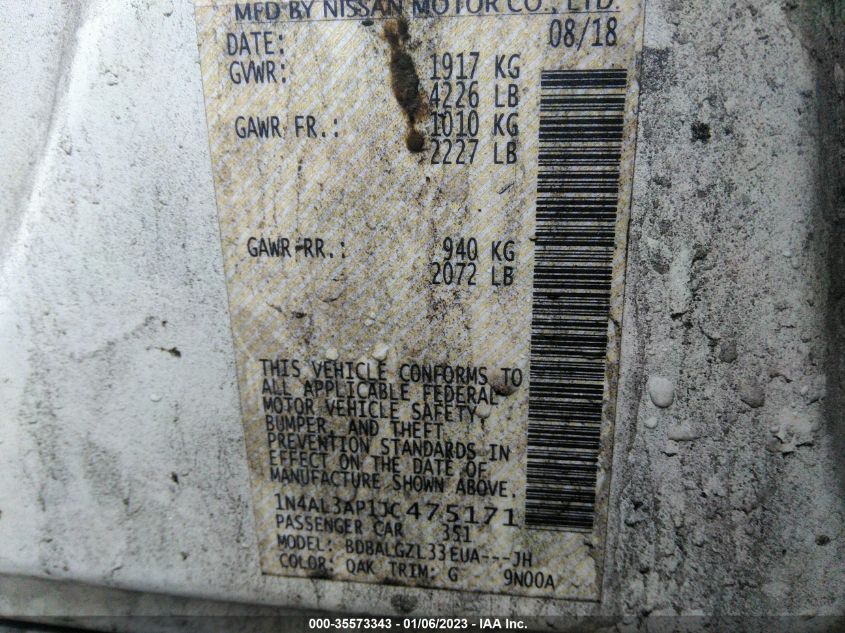 MFD BY NISSAN MOTOR CO., LTD.
DATE: 08/18
GVWR: 1917 KG
4226 LB
GAWR FR.: 1010 KG
2227 LB
GAWR RR.: 940 KG
2072 LB
THIS VEHICLE CONFORMS TO
ALL APPLICABLE FEDERAL
MOTOR VEHICLE SAFETY,
BUMPER, AND THEFT
PREVENTION STANDARDS IN
EFFECT ON THE DATE OF
MANUFACTURE SHOWN ABOVE.
1N4AL3AP1JC475171
PASSENGER CAR 351
MODEL: BDBALGZL33EUA---JH
COLOR: QAK TRIM: G 9N00A
000-35573343 - 01/06/2023 - IAA Inc.